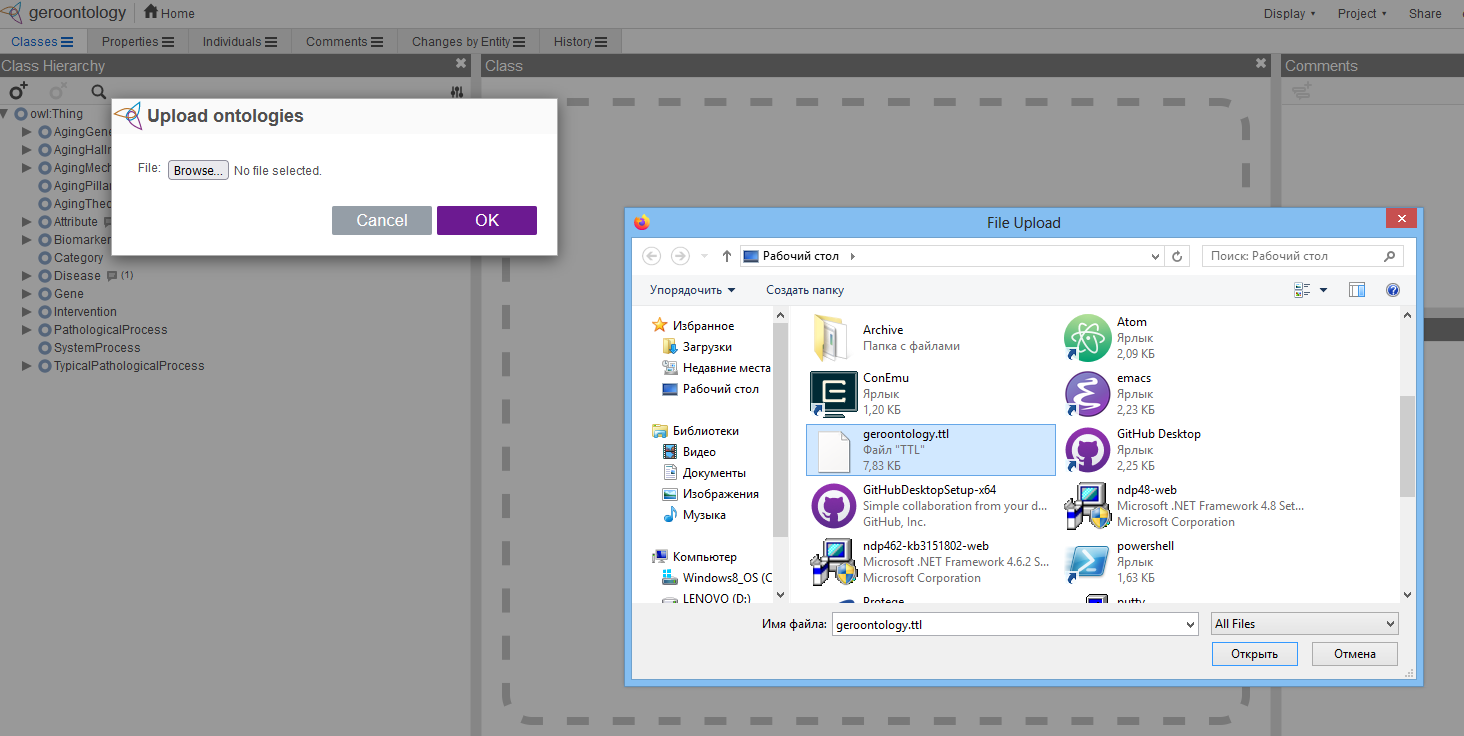 geroontology
Home
Display
Project
Share
Classes
Properties
Individuals
Comments
Changes by Entity
History
Class Hierarchy
Class
Comments
owl:Thing
AgingGene
AgingHall
AgingMech
AgingPilla
AgingTheo
Attribute
Biomarker
Category
Disease (1)
Gene
Intervention
PathologicalProcess
SystemProcess
TypicalPathologicalProcess
Upload ontologies
File: Browse... No file selected.
Cancel OK
File Upload
Рабочий стол
Поиск: Рабочий стол
Упорядочить
Создать папку
Избранное
Загрузки
Недавние места
Рабочий стол
Библиотеки
Видео
Документы
Изображения
Музыка
Компьютер
Windows8_OS (C
LENOVO (D:)
Archive
Папка с файлами
Atom
Ярлык
2,09 КБ
ConEmu
Ярлык
1,20 КБ
emacs
Ярлык
2,23 КБ
geroontology.ttl
Файл "TTL"
7,83 КБ
GitHub Desktop
Ярлык
2,25 КБ
GitHubDesktopSetup-x64
Simple collaboration from your d...
GitHub, Inc.
ndp48-web
Microsoft .NET Framework 4.8 Set...
Microsoft Corporation
ndp462-kb3151802-web
Microsoft .NET Framework 4.6.2 S...
Microsoft Corporation
powershell
Ярлык
1,63 КБ
Protege
putty
Имя файла: geroontology.ttl
All Files
Открыть
Отмена